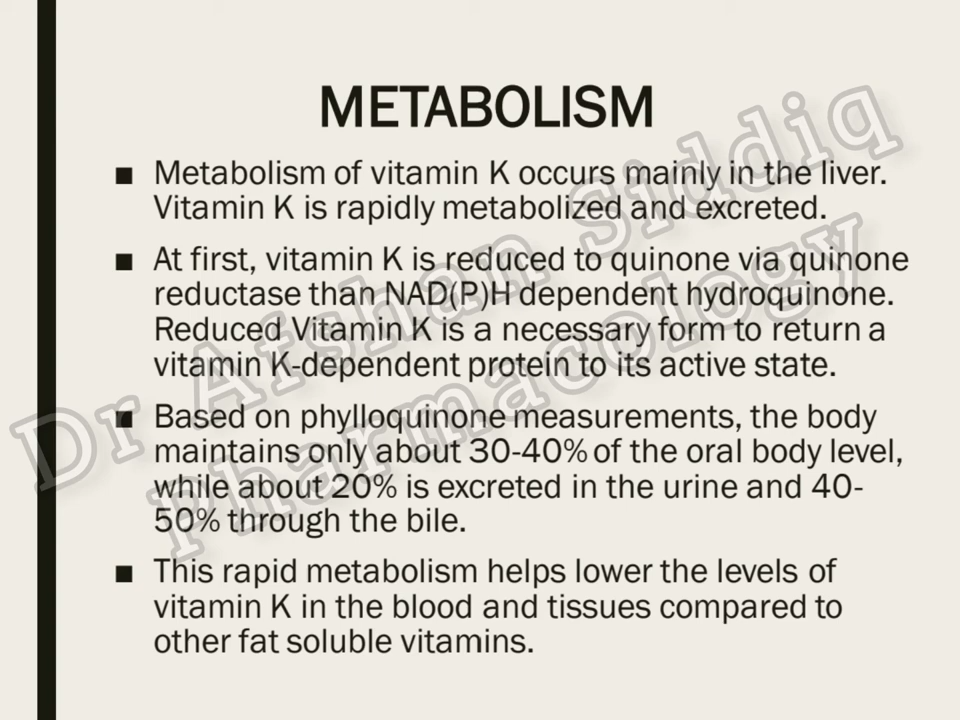 METABOLISM
■ Metabolism of vitamin K occurs mainly in the liver.
Vitamin K is rapidly metabolized and excreted.
■ At first, vitamin K is reduced to quinone via quinone
reductase than NAD(P)H dependent hydroquinone.
Reduced Vitamin K is a necessary form to return a
vitamin K-dependent protein to its active state.
■ Based on phylloquinone measurements, the body
maintains only about 30-40% of the oral body level,
while about 20% is excreted in the urine and 40-
50% through the bile.
■ This rapid metabolism helps lower the levels of
vitamin K in the blood and tissues compared to
other fat soluble vitamins.
Dr Afshan Siddiq
Pharmacology